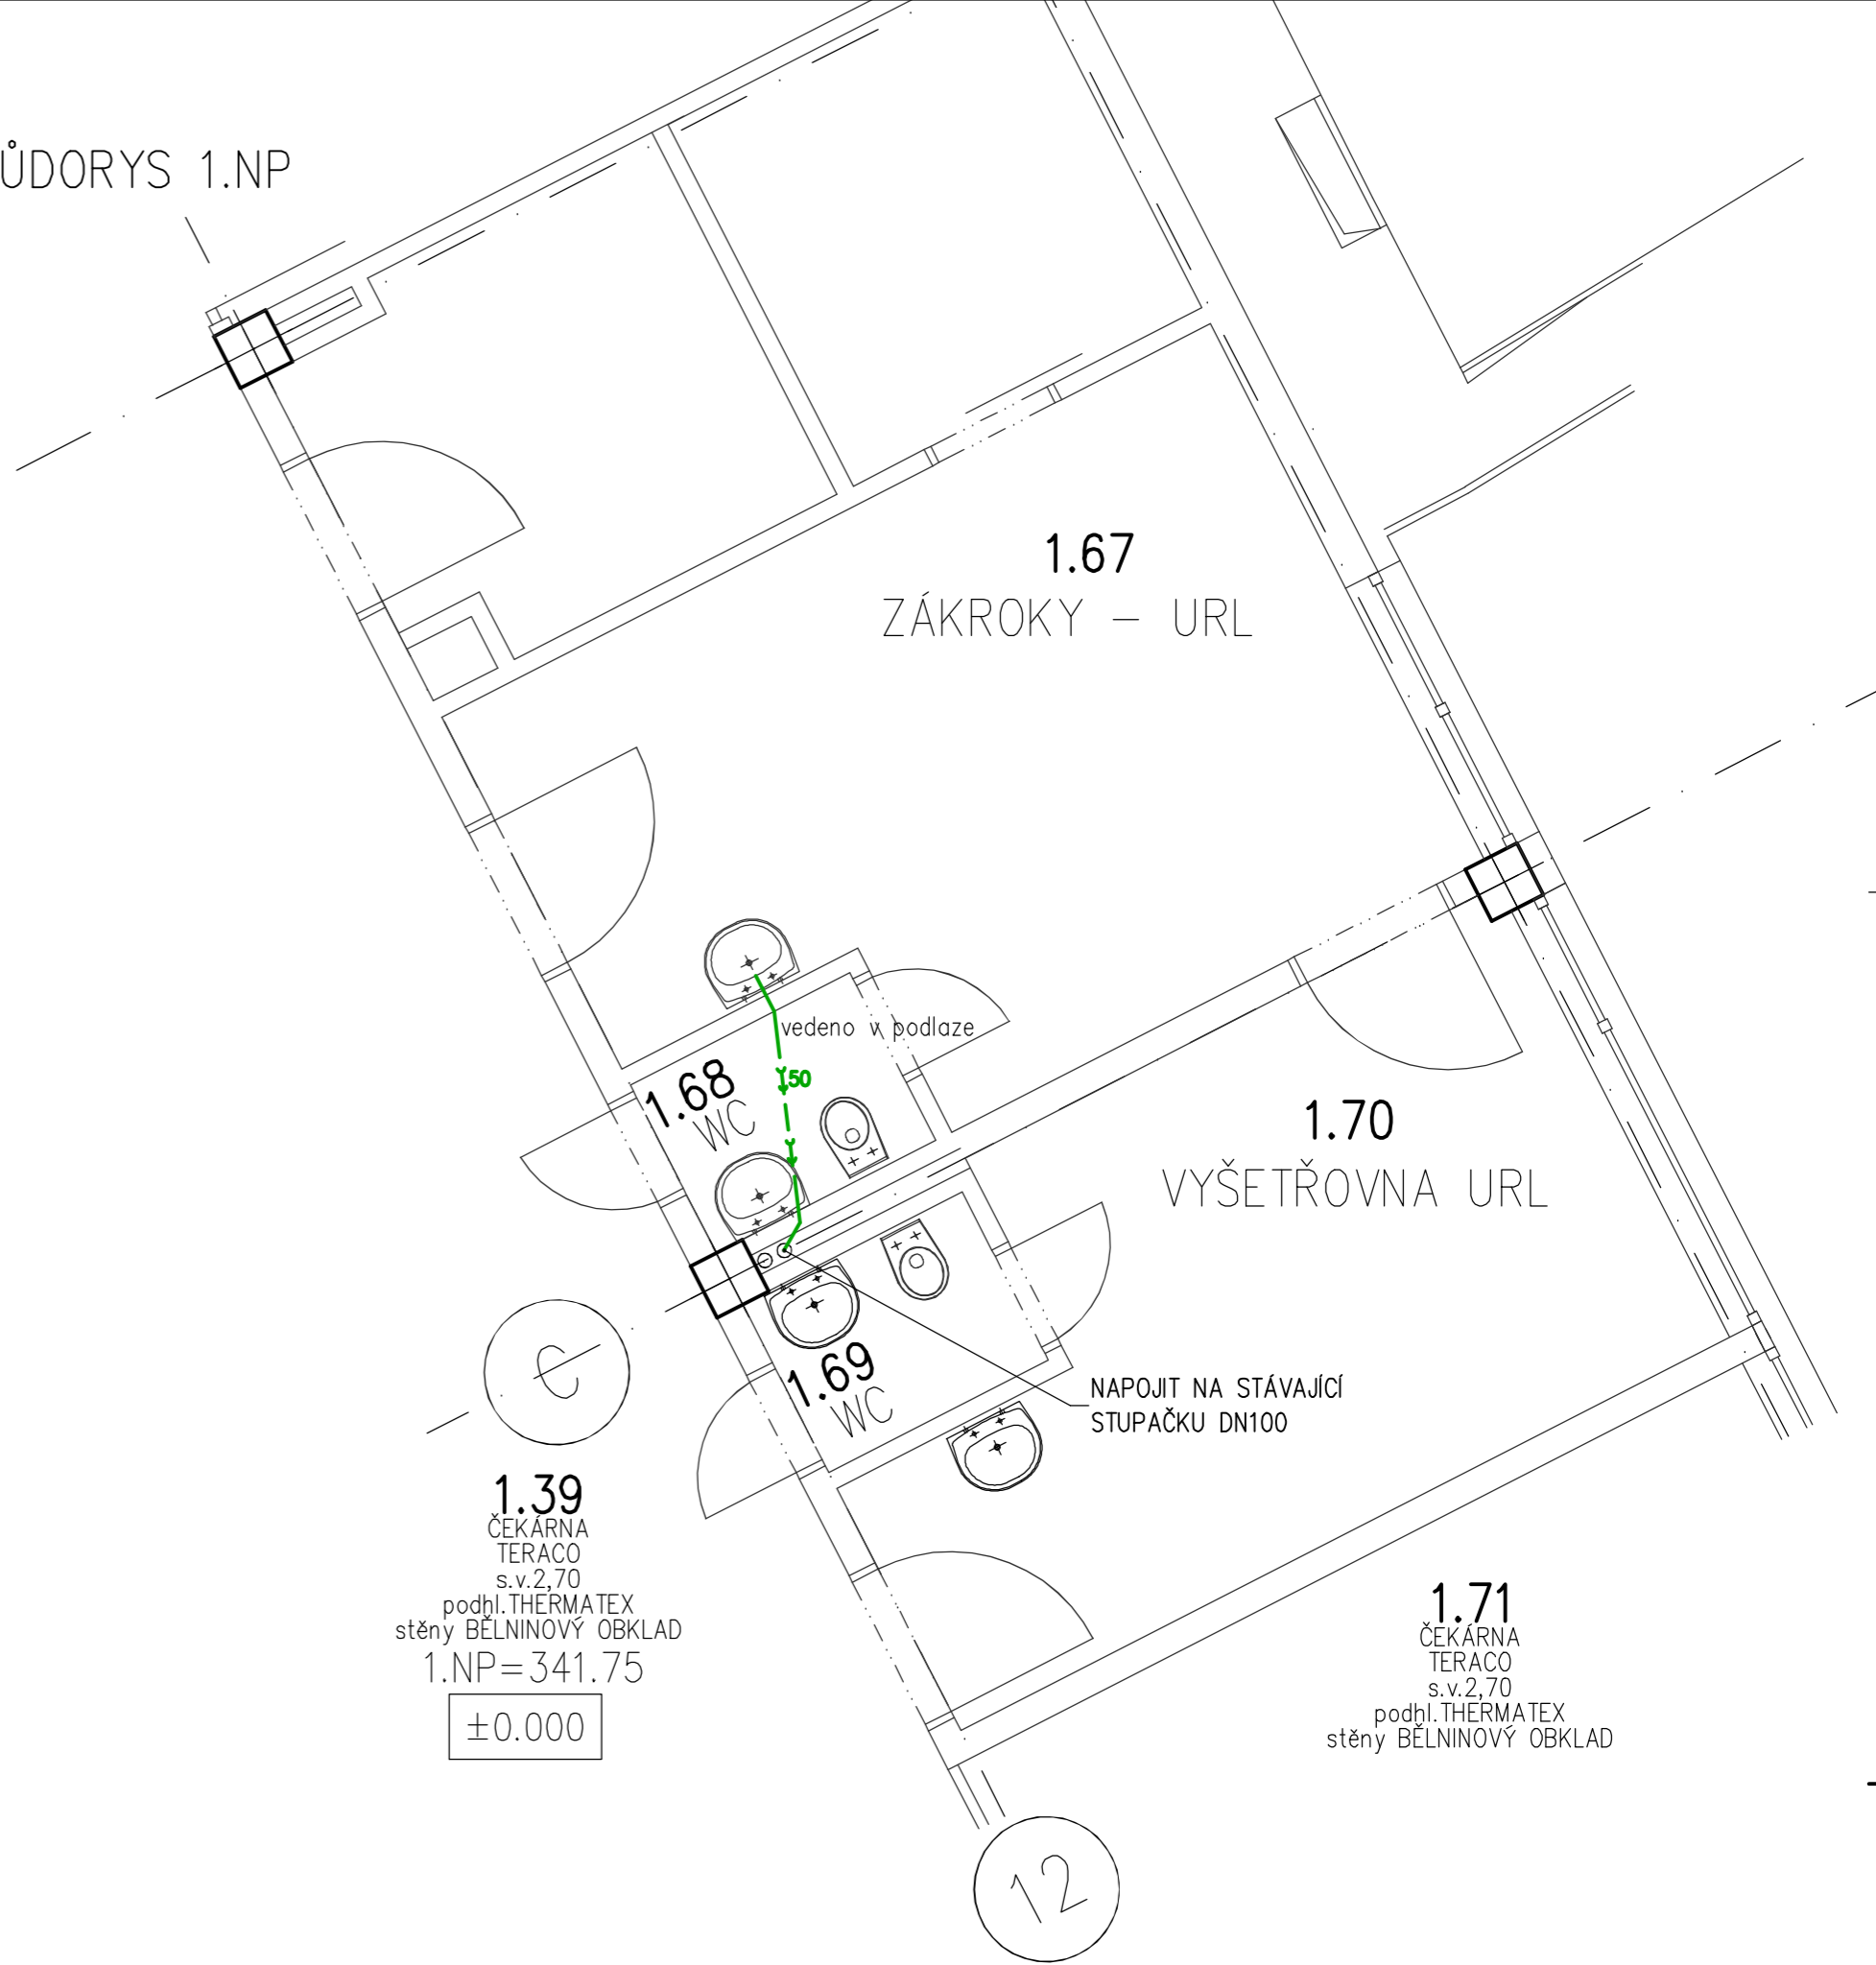 ŮDORYS 1.NP
1.67
ZÁKROKY – URL
vedeno v podlaze
50
1.68
WC
1.70
VYŠETŘOVNA URL
C
1.69
WC
NAPOJIT NA STÁVAJÍCÍ
STUPAČKU DN100
1.39
ČEKÁRNA
TERACO
s.v.2,70
podhl.THERMATEX
stěny BĚLNINOVÝ OBKLAD
1.NP=341.75
±0.000
1.71
ČEKÁRNA
TERACO
s.v.2,70
podhl.THERMATEX
stěny BĚLNINOVÝ OBKLAD
12